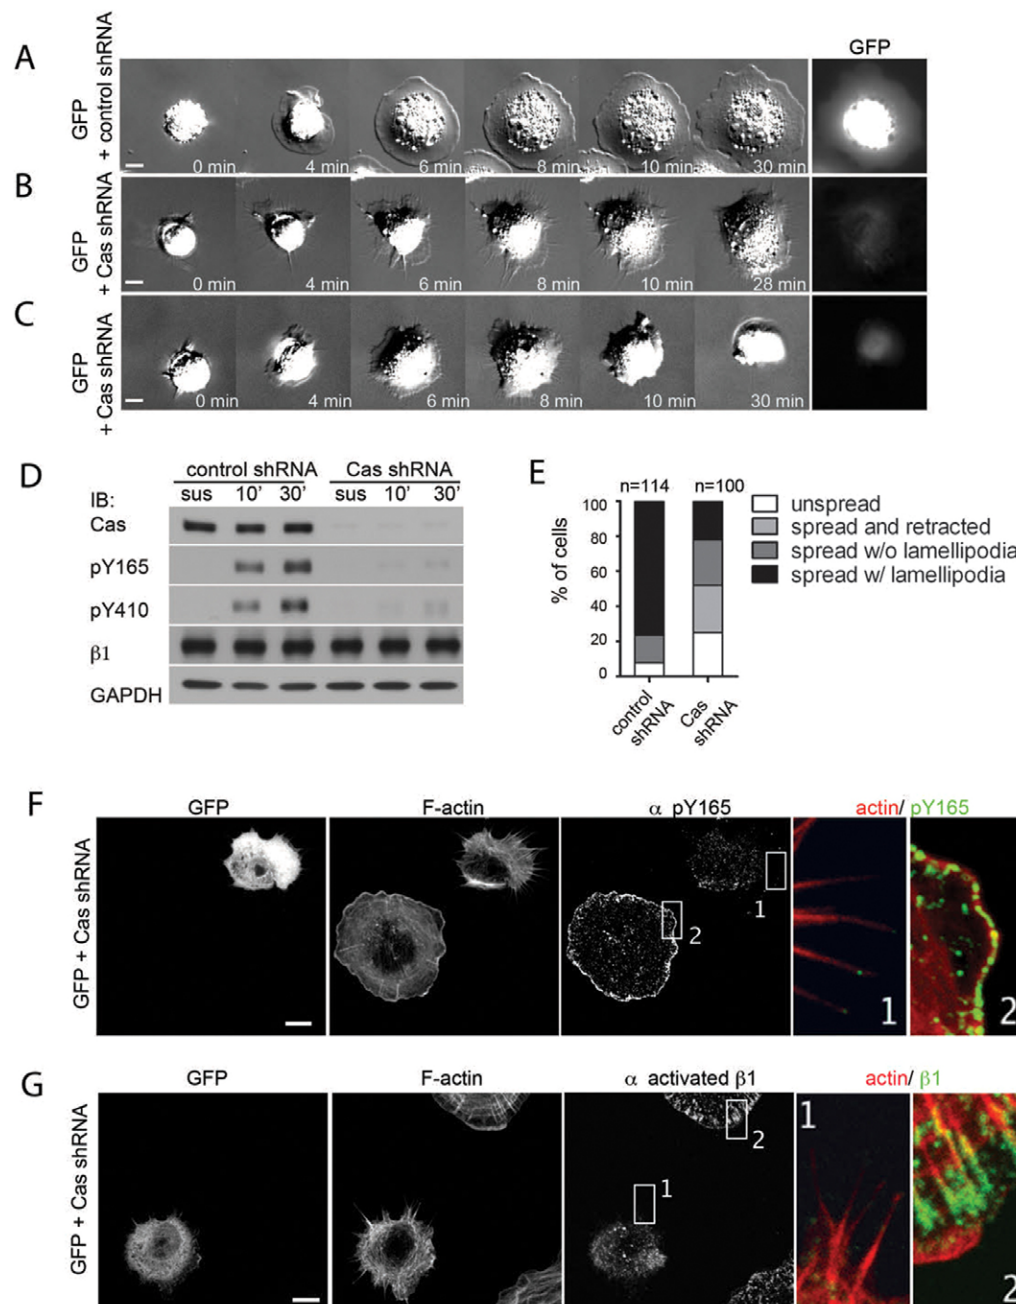 A
GFP
+ control shRNA
GFP
0 min
4 min
6 min
8 min
10 min
30 min
B
GFP
+ Cas shRNA
0 min
4 min
6 min
8 min
10 min
28 min
C
GFP
+ Cas shRNA
0 min
4 min
6 min
8 min
10 min
30 min
D
control shRNA Cas shRNA
IB: sus 10' 30' sus 10' 30'
Cas
pY165
pY410
β1
GAPDH
E
n=114 n=100
% of cells
100
80
60
40
20
0
control shRNA
Cas shRNA
unspread
spread and retracted
spread w/o lamellipodia
spread w/ lamellipodia
F
GFP + Cas shRNA
GFP F-actin α pY165 actin/ pY165
1
2
1
2
G
GFP + Cas shRNA
GFP F-actin α activated β1 actin/ β1
2
1
1
2